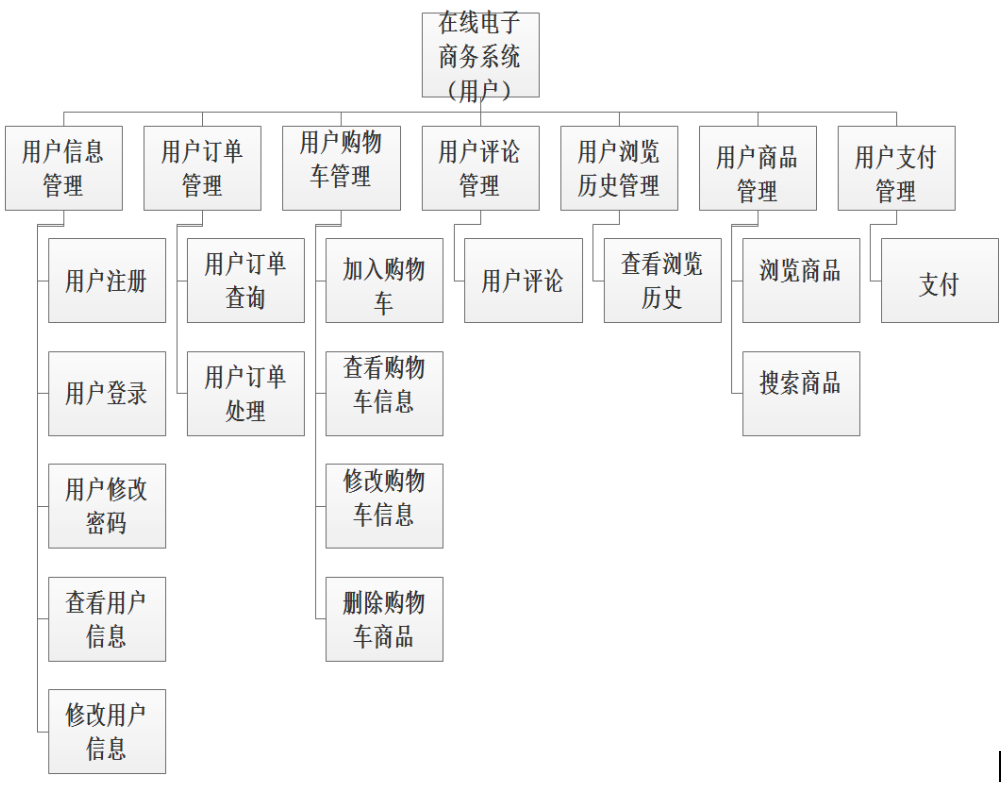 在线电子
商务系统
（用户）
用户信息
管理
用户订单
管理
用户购物
车管理
用户评论
管理
用户浏览
历史管理
用户商品
管理
用户支付
管理
用户注册
用户登录
用户修改
密码
查看用户
信息
修改用户
信息
用户订单
查询
用户订单
处理
加入购物
车
查看购物
车信息
修改购物
车信息
删除购物
车商品
用户评论
查看浏览
历史
浏览商品
搜索商品
支付